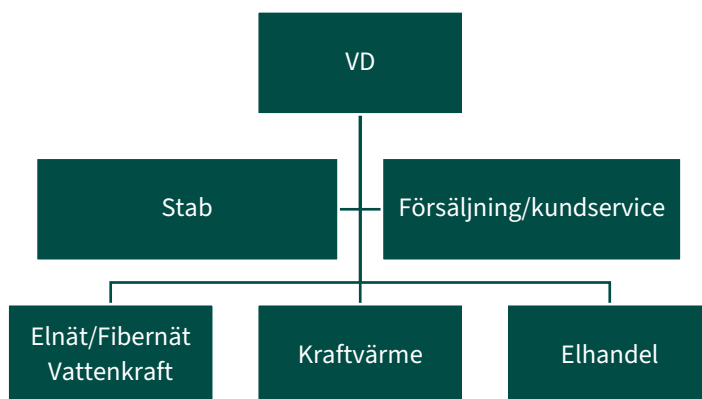 VD
Stab
Försäljning/kundservice
Elnät/Fibernät
Vattenkraft
Kraftvärme
Elhandel